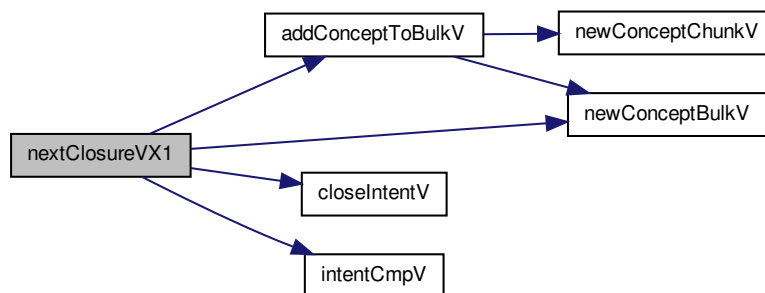 addConceptToBulkV
newConceptChunkV
newConceptBulkV
nextClosureVX1
closeIntentV
intentCmpV